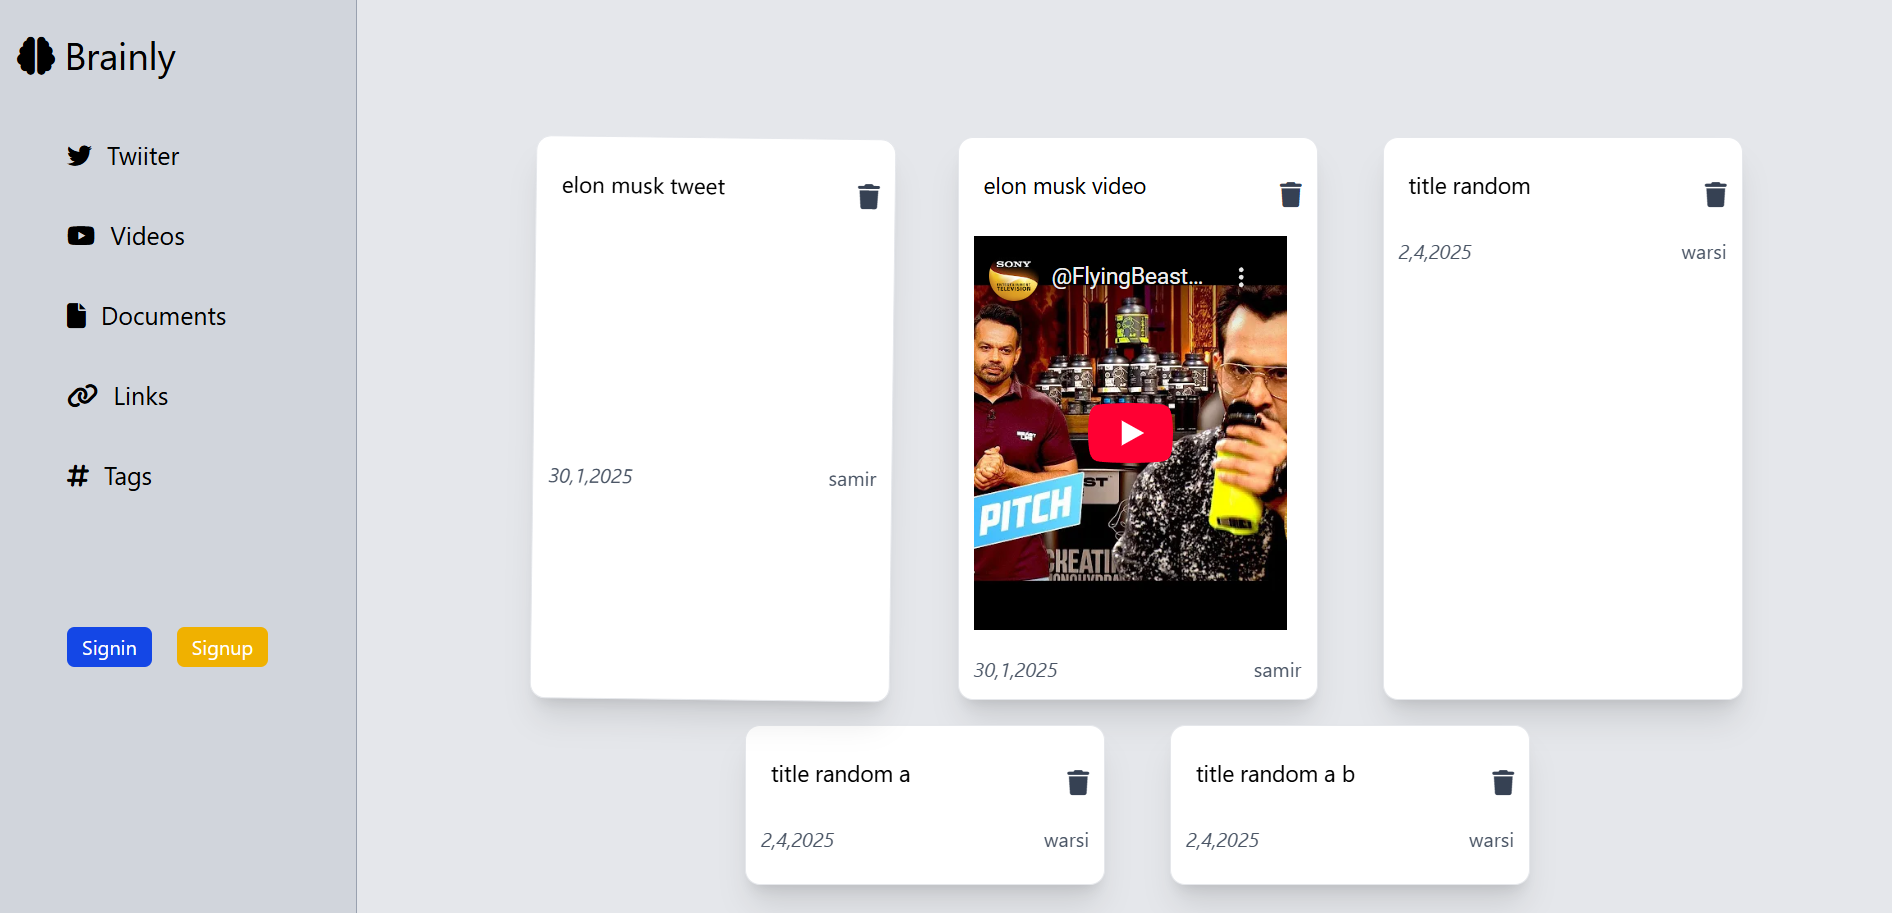 Brainly
Twiiter
Videos
Documents
Links
Tags
Signin
Signup
elon musk tweet
30,1,2025
samir
elon musk video
SONY
ENTERTAINMENT
TELEVISION
@FlyingBeast...
PITCH
30,1,2025
samir
title random
2,4,2025
warsi
title random a
2,4,2025
warsi
title random a b
2,4,2025
warsi